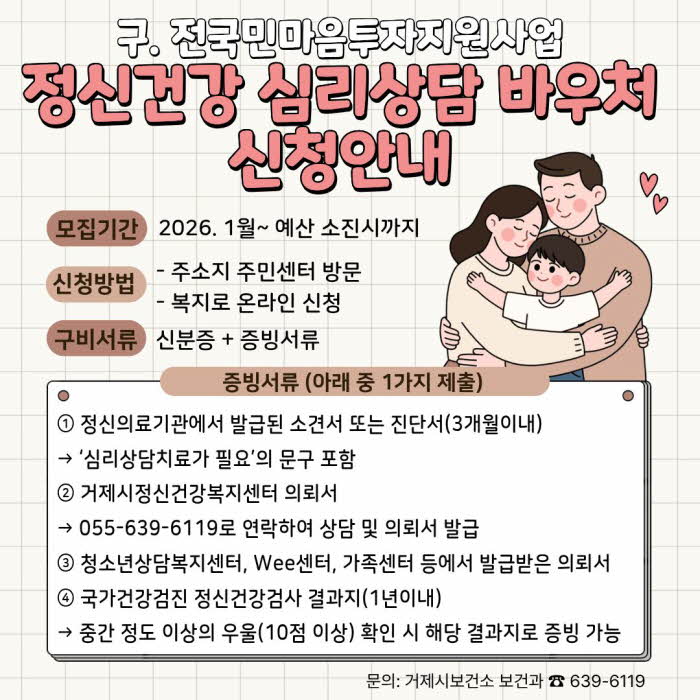 구. 전국민마음투자지원사업
정신건강 심리상담 바우처
신청안내
모집기간 2026. 1월~ 예산 소진시까지
신청방법 - 주소지 주민센터 방문
- 복지로 온라인 신청
구비서류 신분증 + 증빙서류
증빙서류 (아래 중 1가지 제출)
① 정신의료기관에서 발급된 소견서 또는 진단서(3개월이내)
→ ‘심리상담치료가 필요’의 문구 포함
② 거제시정신건강복지센터 의뢰서
→ 055-639-6119로 연락하여 상담 및 의뢰서 발급
③ 청소년상담복지센터, Wee센터, 가족센터 등에서 발급받은 의뢰서
④ 국가건강검진 정신건강검사 결과지(1년이내)
→ 중간 정도 이상의 우울(10점 이상) 확인 시 해당 결과지로 증빙 가능
문의: 거제시보건소 보건과 ☎ 639-6119